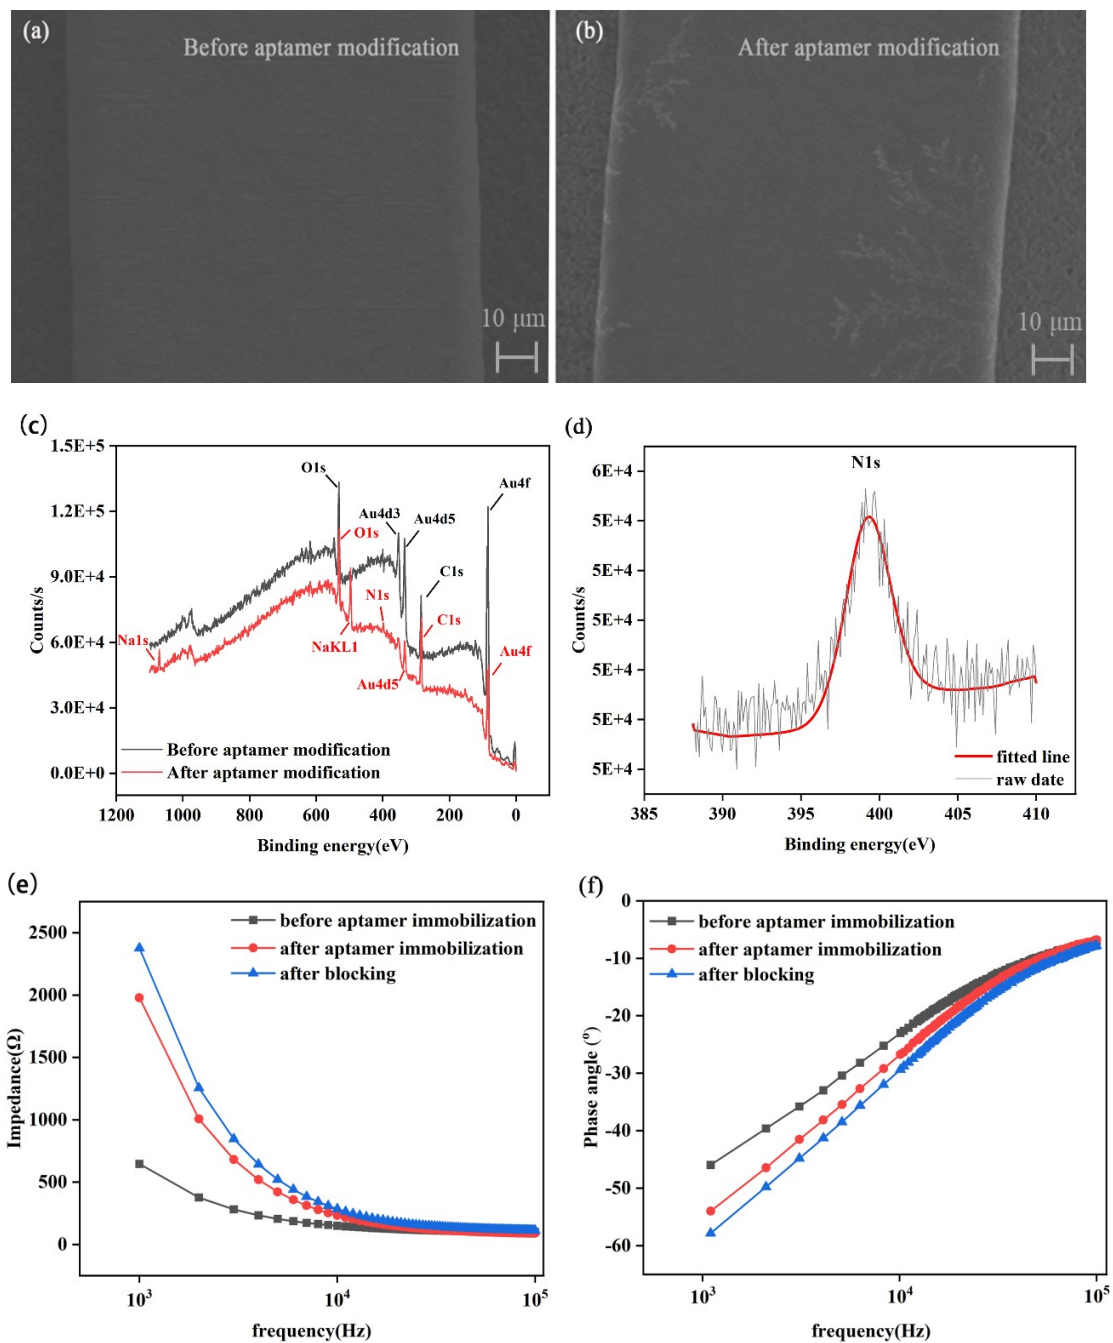 (a)
Before aptamer modification
10 μm
(b)
After aptamer modification
10 μm
(c)
1.5E+5
1.2E+5
9.0E+4
6.0E+4
3.0E+4
0.0E+0
Counts/s
O1s
Au4d3
Au4d5
Au4f
O1s
C1s
N1s
C1s
Na1s
NaKL1
Au4d5
Au4f
Before aptamer modification
After aptamer modification
1200 1000 800 600 400 200 0
Binding energy(eV)
(d)
N1s
6E+4
5E+4
5E+4
5E+4
5E+4
5E+4
5E+4
Counts/s
fitted line
raw date
385 390 395 400 405 410
Binding energy(eV)
(e)
before aptamer immobilization
after aptamer immobilization
after blocking
2500
2000
1500
1000
500
0
Impedance(Ω)
10³ 10⁴ 10⁵
frequency(Hz)
(f)
before aptamer immobilization
after aptamer immobilization
after blocking
0
-10
-20
-30
-40
-50
-60
Phase angle (°)
10³ 10⁴ 10⁵
frequency(Hz)